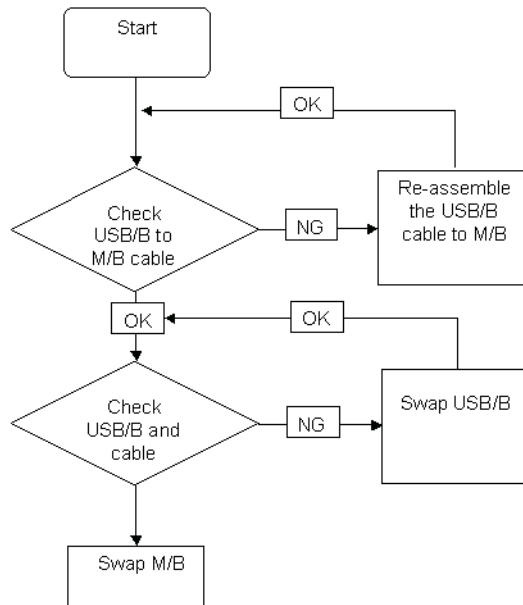 Start
OK
Check
USB/B to
M/B cable
NG
Re-assemble
the USB/B
cable to M/B
OK
OK
Check
USB/B and
cable
NG
Swap USB/B
Swap M/B